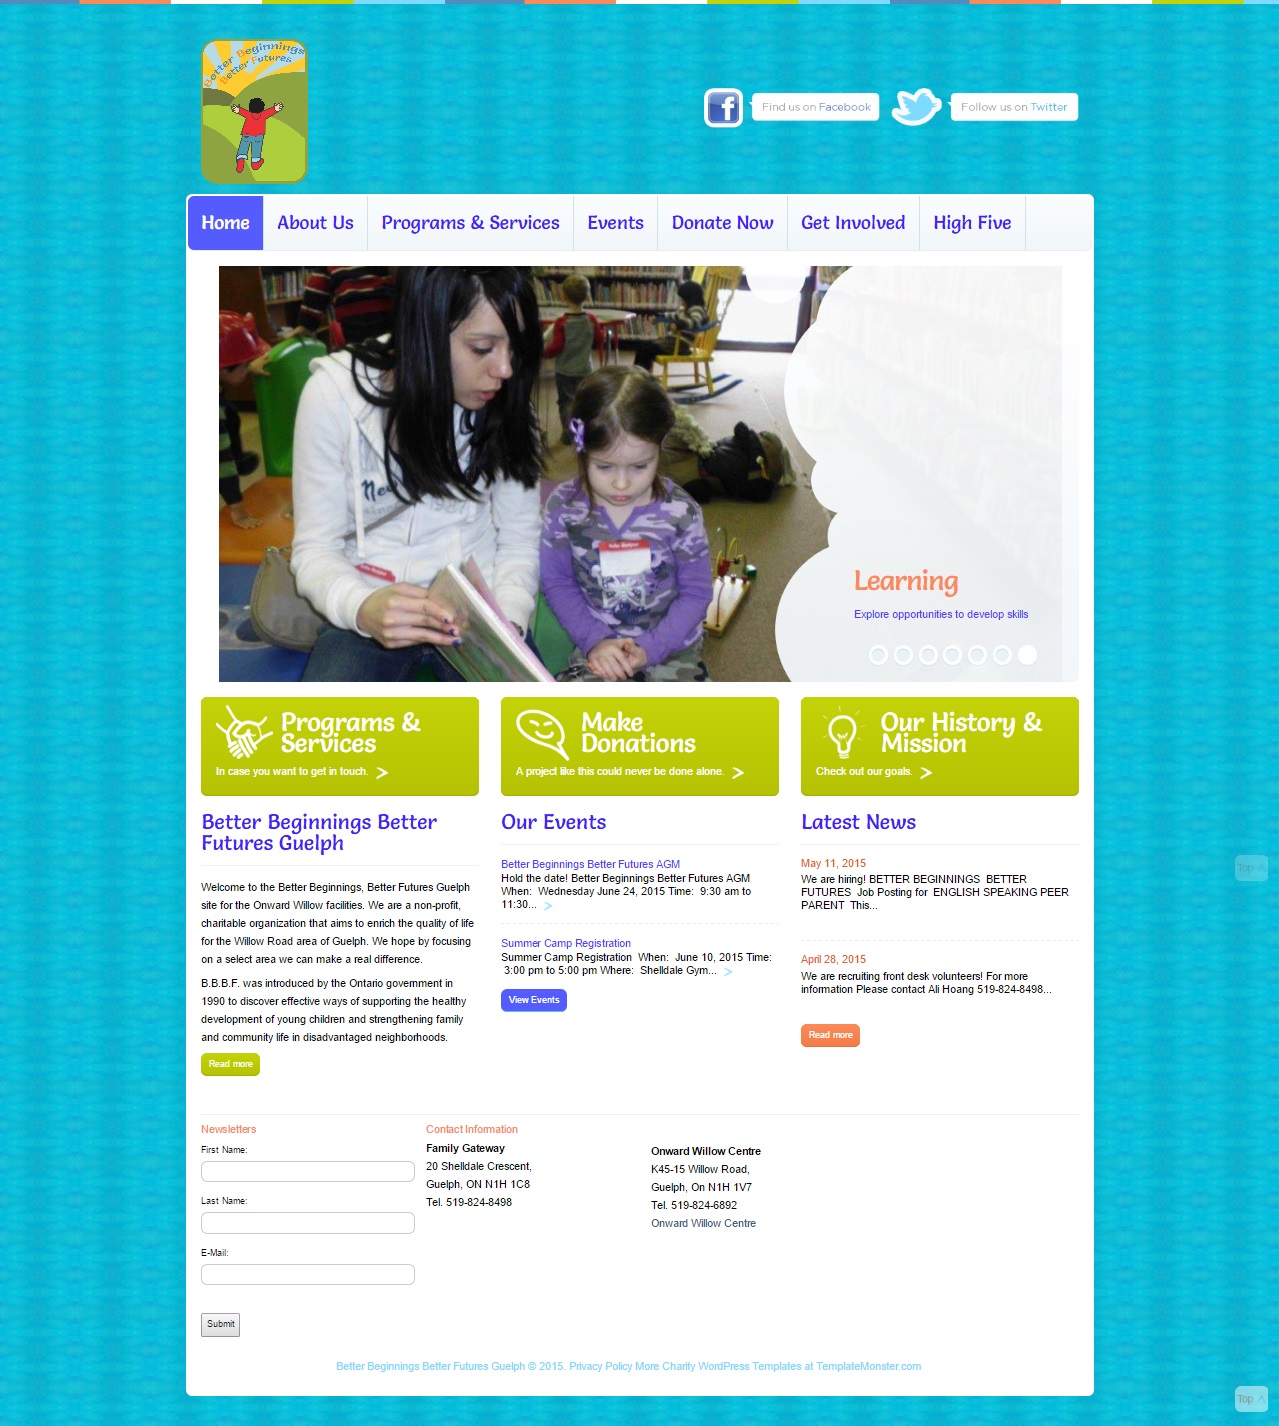 Better Beginnings
Better Futures
Find us on Facebook
Follow us on Twitter
Home
About Us
Programs & Services
Events
Donate Now
Get Involved
High Five
Learning
Explore opportunities to develop skills
Programs &
Services
In case you want to get in touch.
Make
Donations
A project like this could never be done alone.
Our History &
Mission
Check out our goals.
Better Beginnings Better
Futures Guelph
Welcome to the Better Beginnings, Better Futures Guelph
site for the Onward Willow facilities. We are a non-profit,
charitable organization that aims to enrich the quality of life
for the Willow Road area of Guelph. We hope by focusing
on a select area we can make a real difference.
B.B.B.F. was introduced by the Ontario government in
1990 to discover effective ways of supporting the healthy
development of young children and strengthening family
and community life in disadvantaged neighborhoods.
Read more
Our Events
Better Beginnings Better Futures AGM
Hold the date! Better Beginnings Better Futures AGM
When: Wednesday June 24, 2015 Time: 9:30 am to
11:30...
Summer Camp Registration
Summer Camp Registration When: June 10, 2015 Time:
3:00 pm to 5:00 pm Where: Shelldale Gym...
View Events
Latest News
May 11, 2015
We are hiring! BETTER BEGINNINGS BETTER
FUTURES Job Posting for ENGLISH SPEAKING PEER
PARENT This...
April 28, 2015
We are recruiting front desk volunteers! For more
information Please contact Ali Hoang 519-824-8498...
Read more
Top
Newsletters
First Name:
Last Name:
E-Mail:
Submit
Contact Information
Family Gateway
20 Shelldale Crescent,
Guelph, ON N1H 1C8
Tel. 519-824-8498
Onward Willow Centre
K45-15 Willow Road,
Guelph, On N1H 1V7
Tel. 519-824-6892
Onward Willow Centre
Better Beginnings Better Futures Guelph © 2015. Privacy Policy More Charity WordPress Templates at TemplateMonster.com
Top